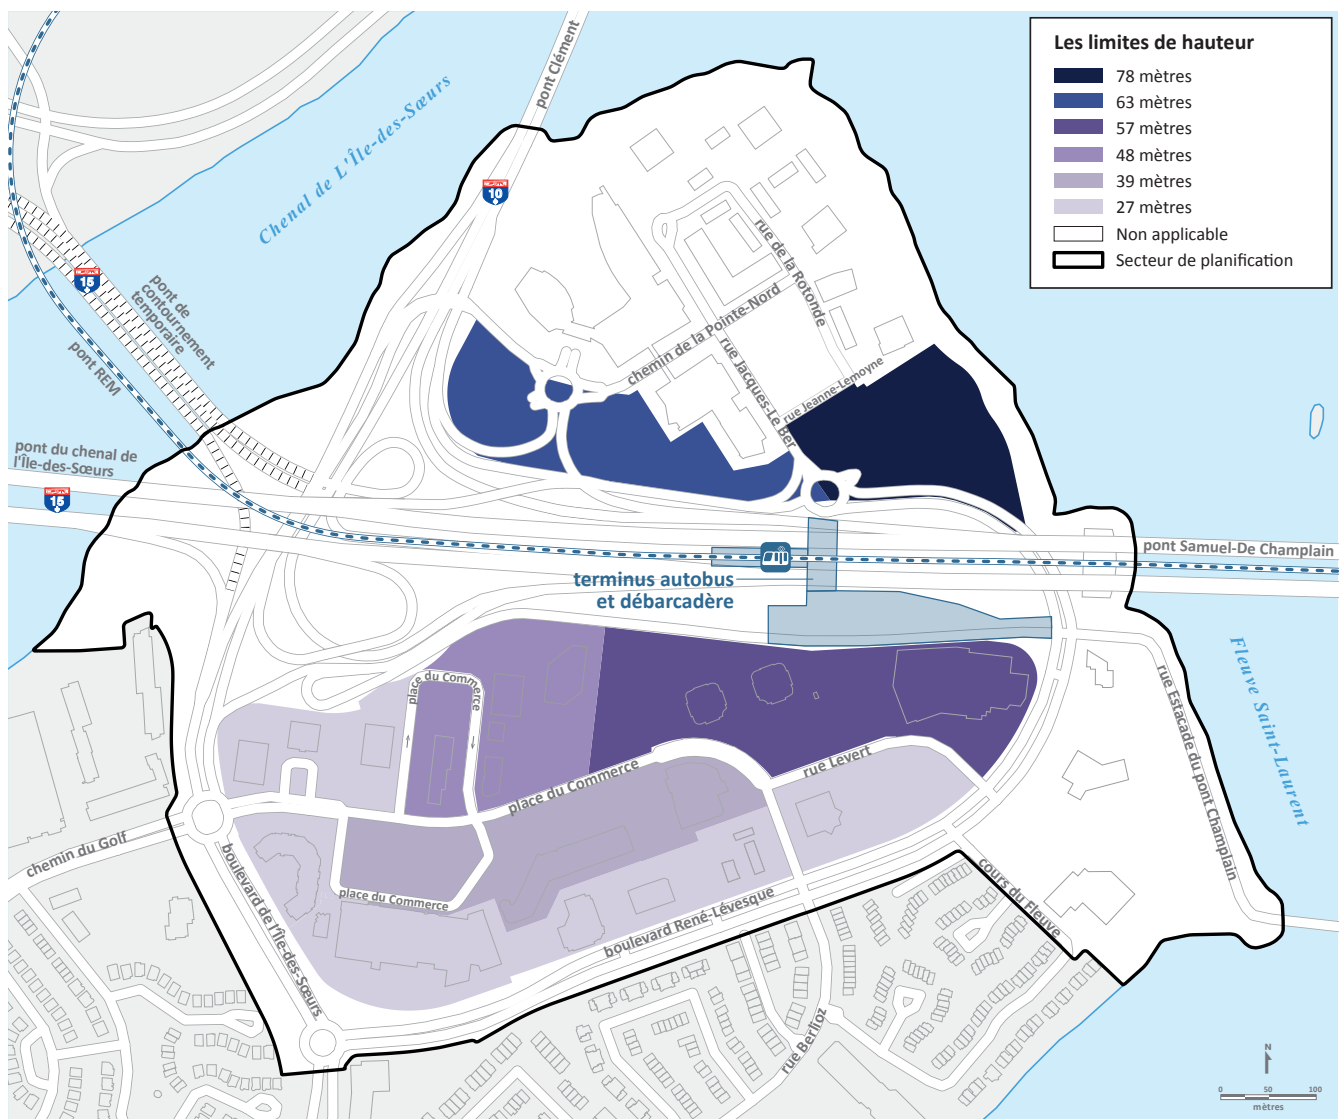 Les limites de hauteur
78 mètres
63 mètres
57 mètres
48 mètres
39 mètres
27 mètres
Non applicable
Secteur de planification
pont Clément
Chenal de L'Île-des-Sœurs
10
15
pont de
contournement
temporaire
pont REM
rue de la Rotonde
chemin de la Pointe-Nord
rue Jacques-Le Ber
rue Jeanne-Lemoyne
pont du chenal de
l'Île-des-Sœurs
15
pont Samuel-De Champlain
terminus autobus
et débarcadère
Fleuve Saint-Laurent
rue Estacade du pont Champlain
place du Commerce
rue Levert
place du Commerce
chemin du Golf
boulevard de l'Île-des-Sœurs
place du Commerce
boulevard René-Lévesque
cours du Fleuve
rue Berlioz
N
0 50 100
mètres